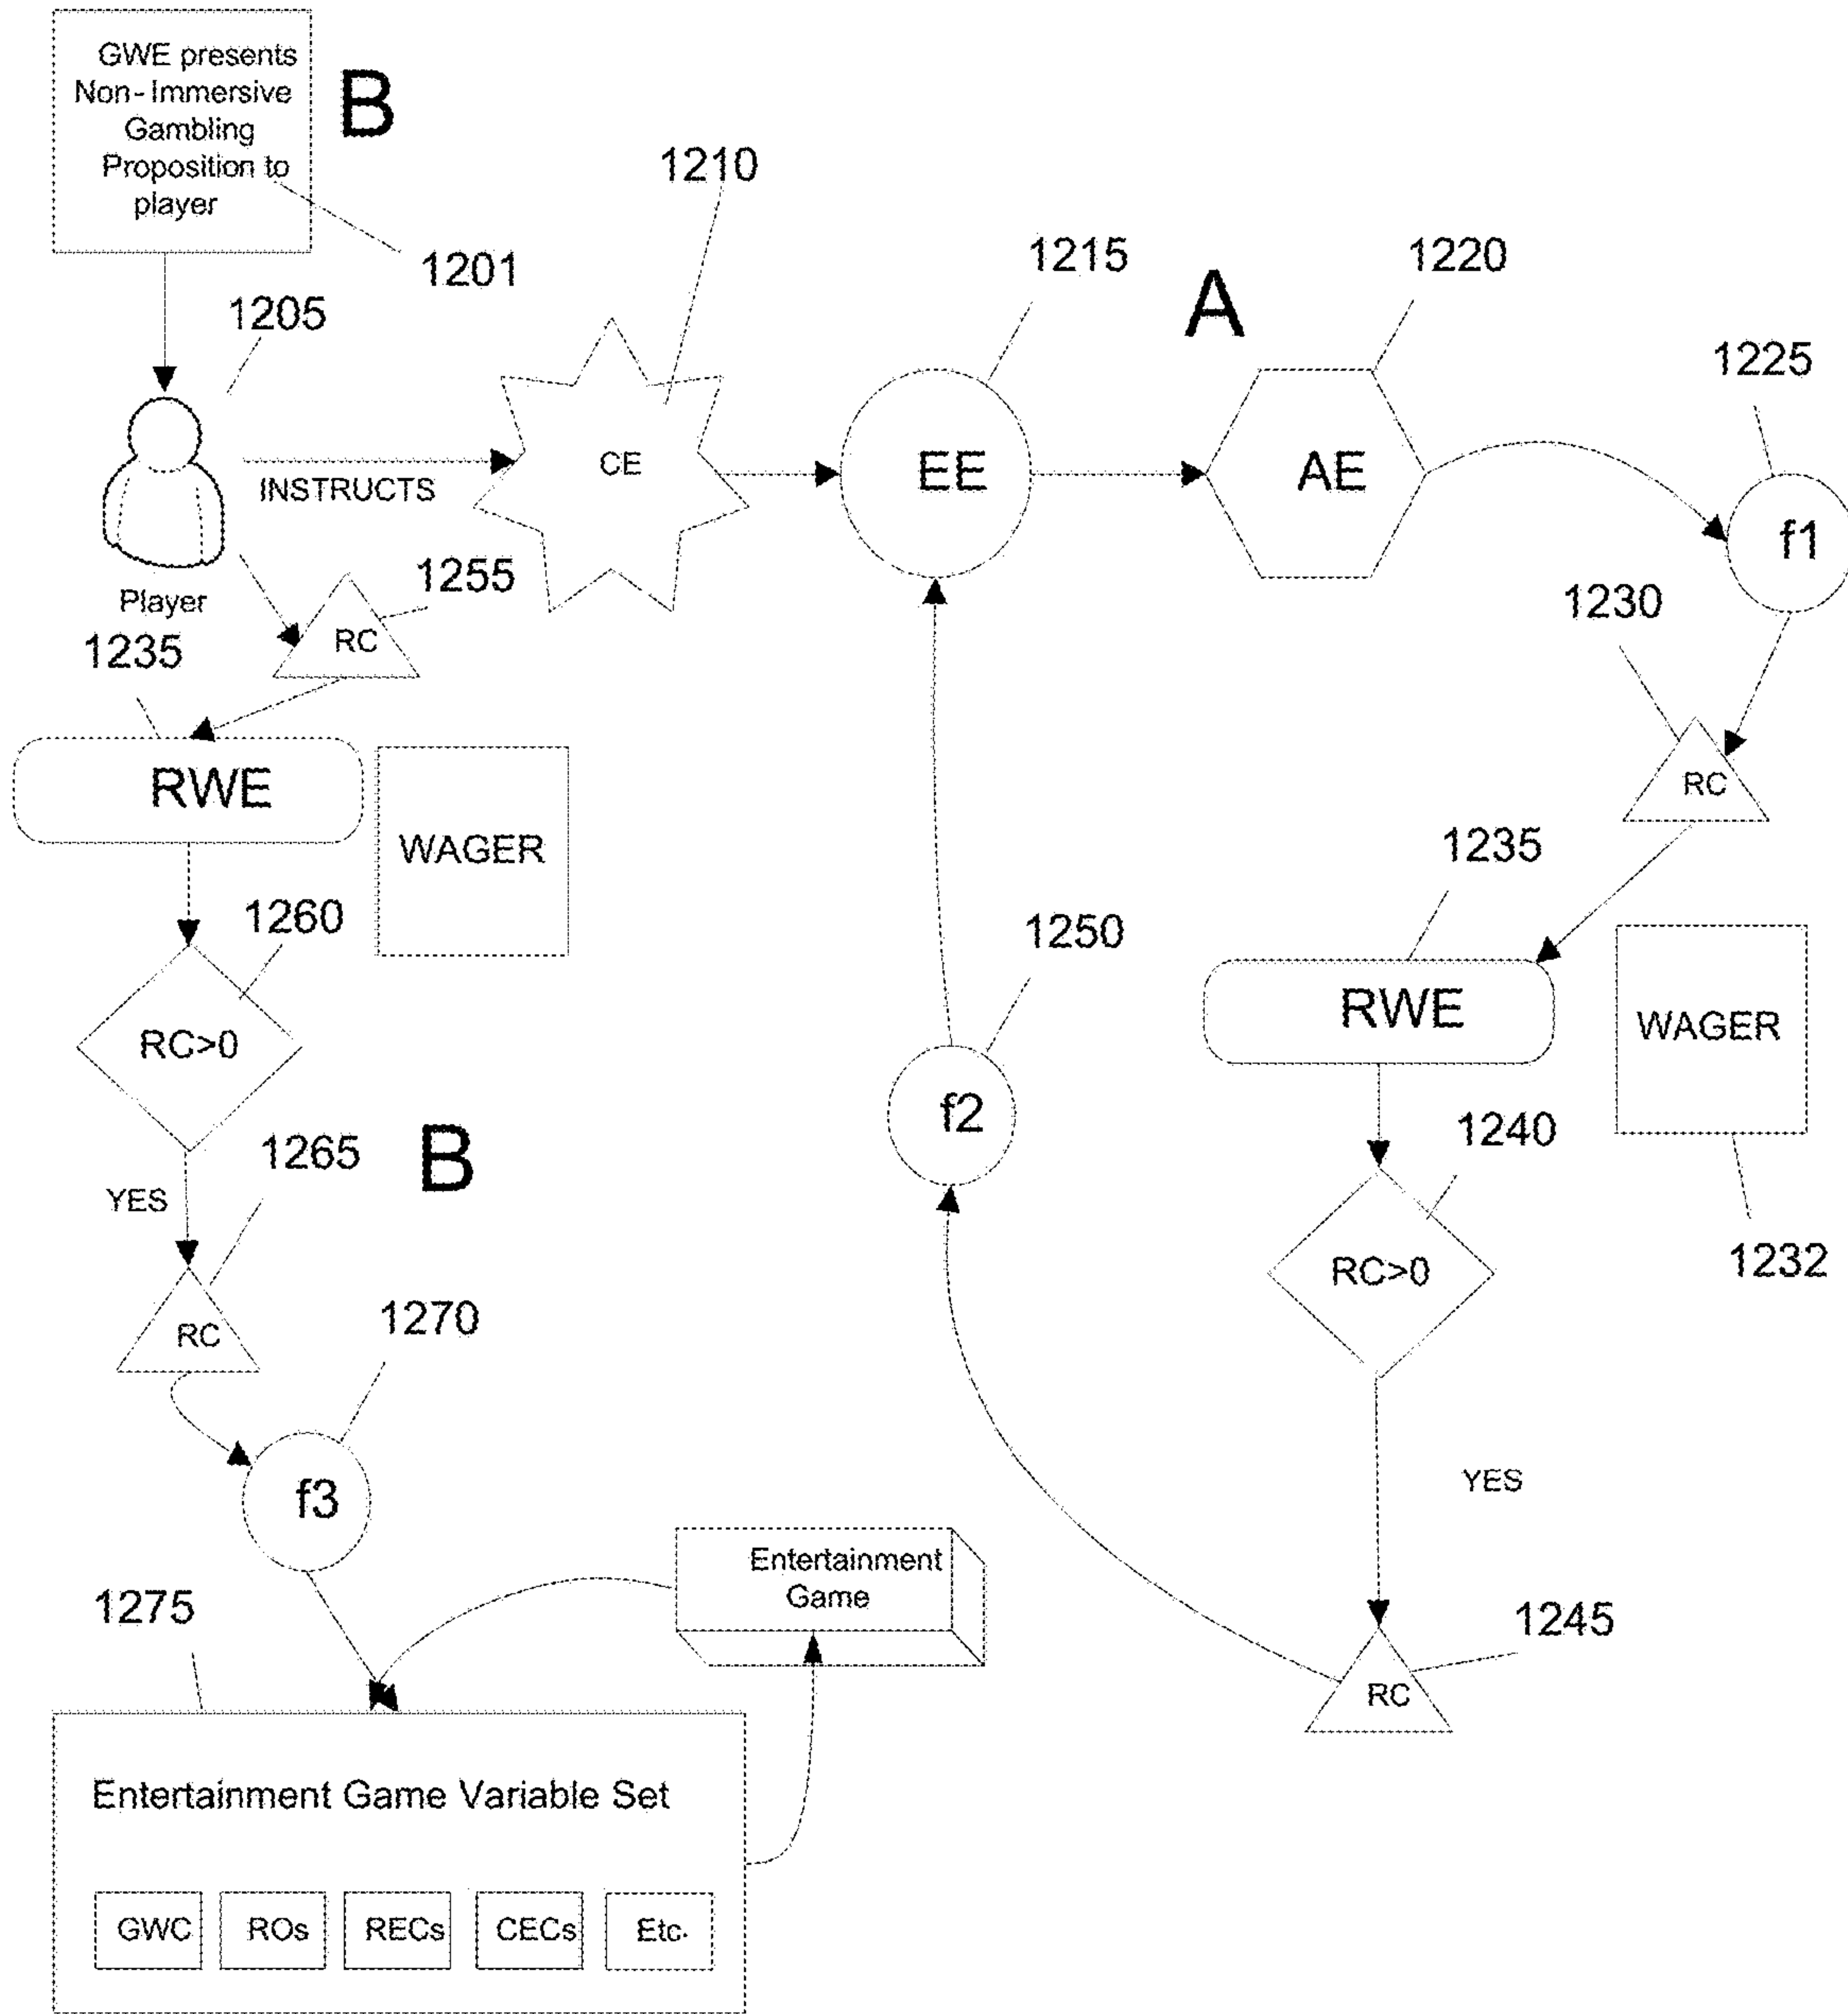 GWE presents
Non-Immersive
Gambling
Proposition to
player
B
1210
1201
1215
A
1220
1205
1225
CE
EE
AE
INSTRUCTS
f1
1255
Player
1230
1235
RC
RWE
WAGER
RC
1235
1260
1250
RWE
WAGER
RC>0
f2
1240
1265
B
YES
1232
RC>0
RC
1270
YES
f3
Entertainment
Game
1275
1245
RC
Entertainment Game Variable Set
GWC
ROs
RECs
CECs
Etc.